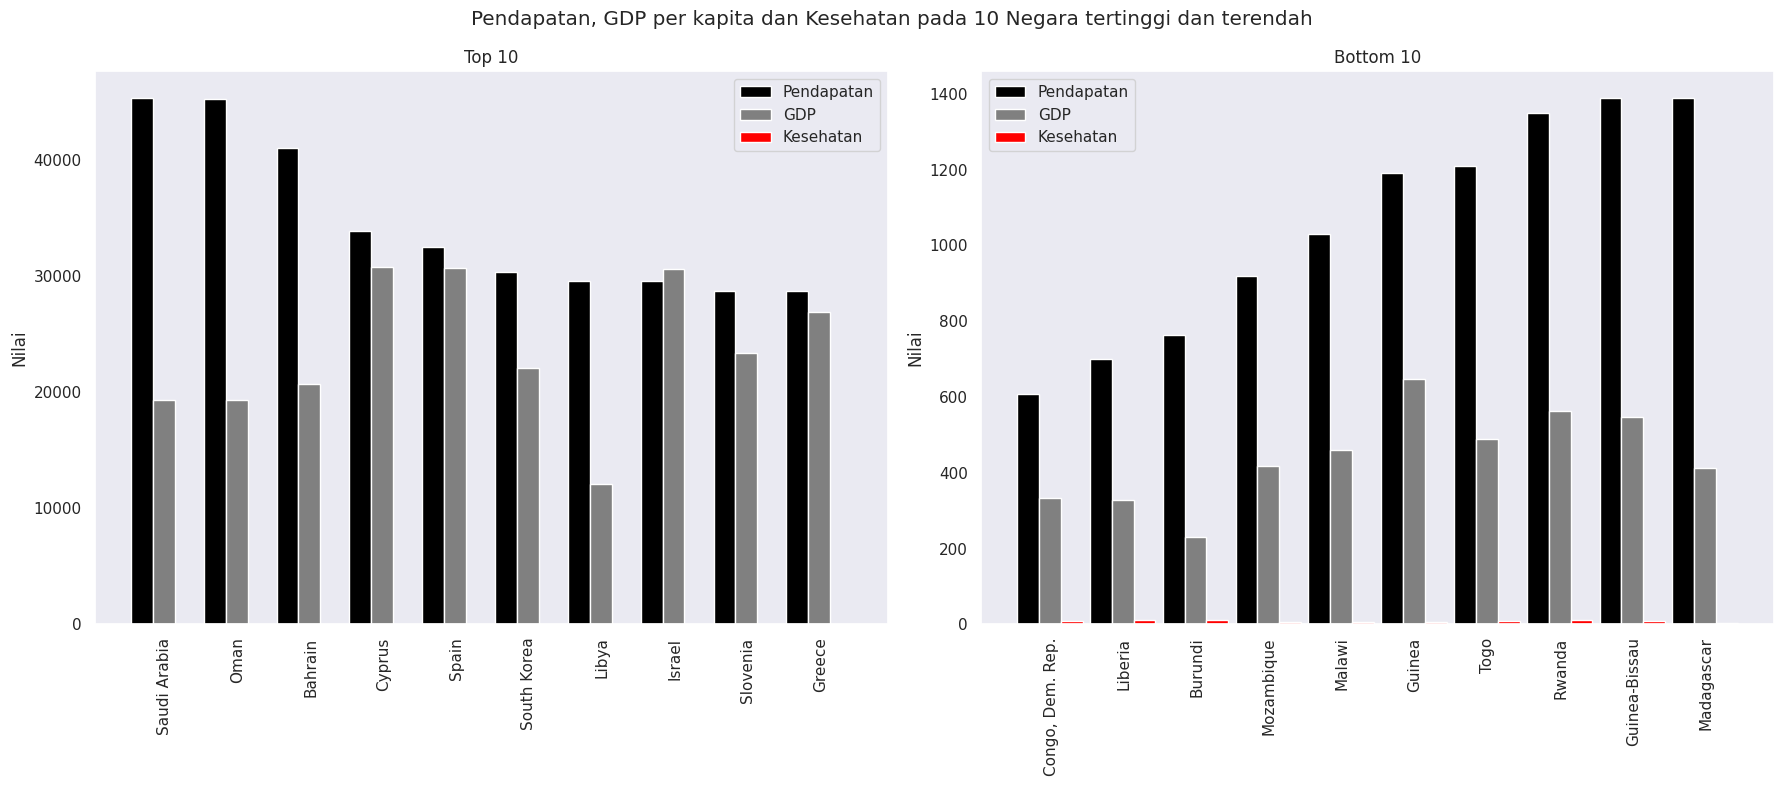 Pendapatan, GDP per kapita dan Kesehatan pada 10 Negara tertinggi dan terendah
Top 10
Pendapatan
GDP
Kesehatan
Nilai
40000
30000
20000
10000
0
Saudi Arabia
Oman
Bahrain
Cyprus
Spain
South Korea
Libya
Israel
Slovenia
Greece
Bottom 10
Pendapatan
GDP
Kesehatan
Nilai
1400
1200
1000
800
600
400
200
0
Congo, Dem. Rep.
Liberia
Burundi
Mozambique
Malawi
Guinea
Togo
Rwanda
Guinea-Bissau
Madagascar